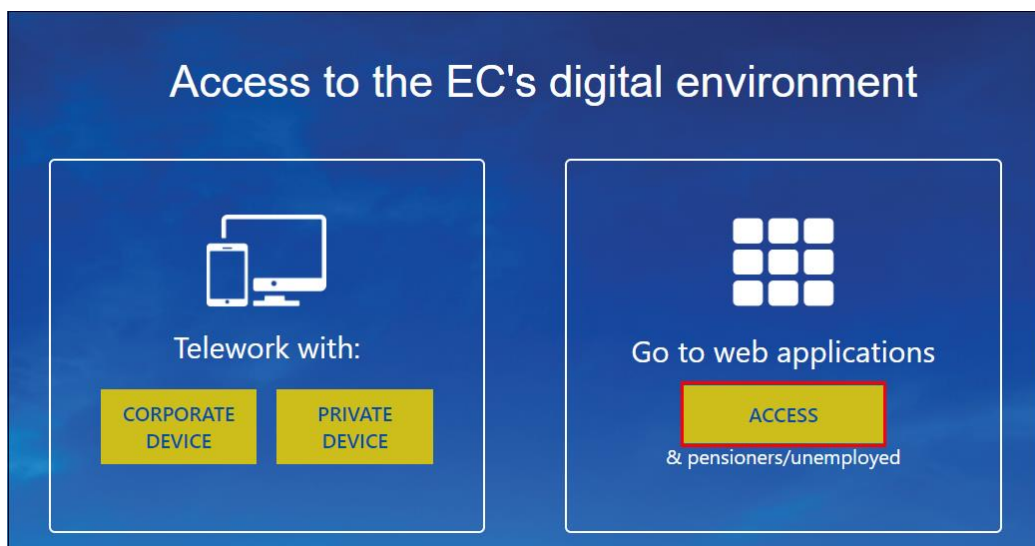 Access to the EC's digital environment
Telework with:
CORPORATE
DEVICE
PRIVATE
DEVICE
Go to web applications
ACCESS
& pensioners/unemployed